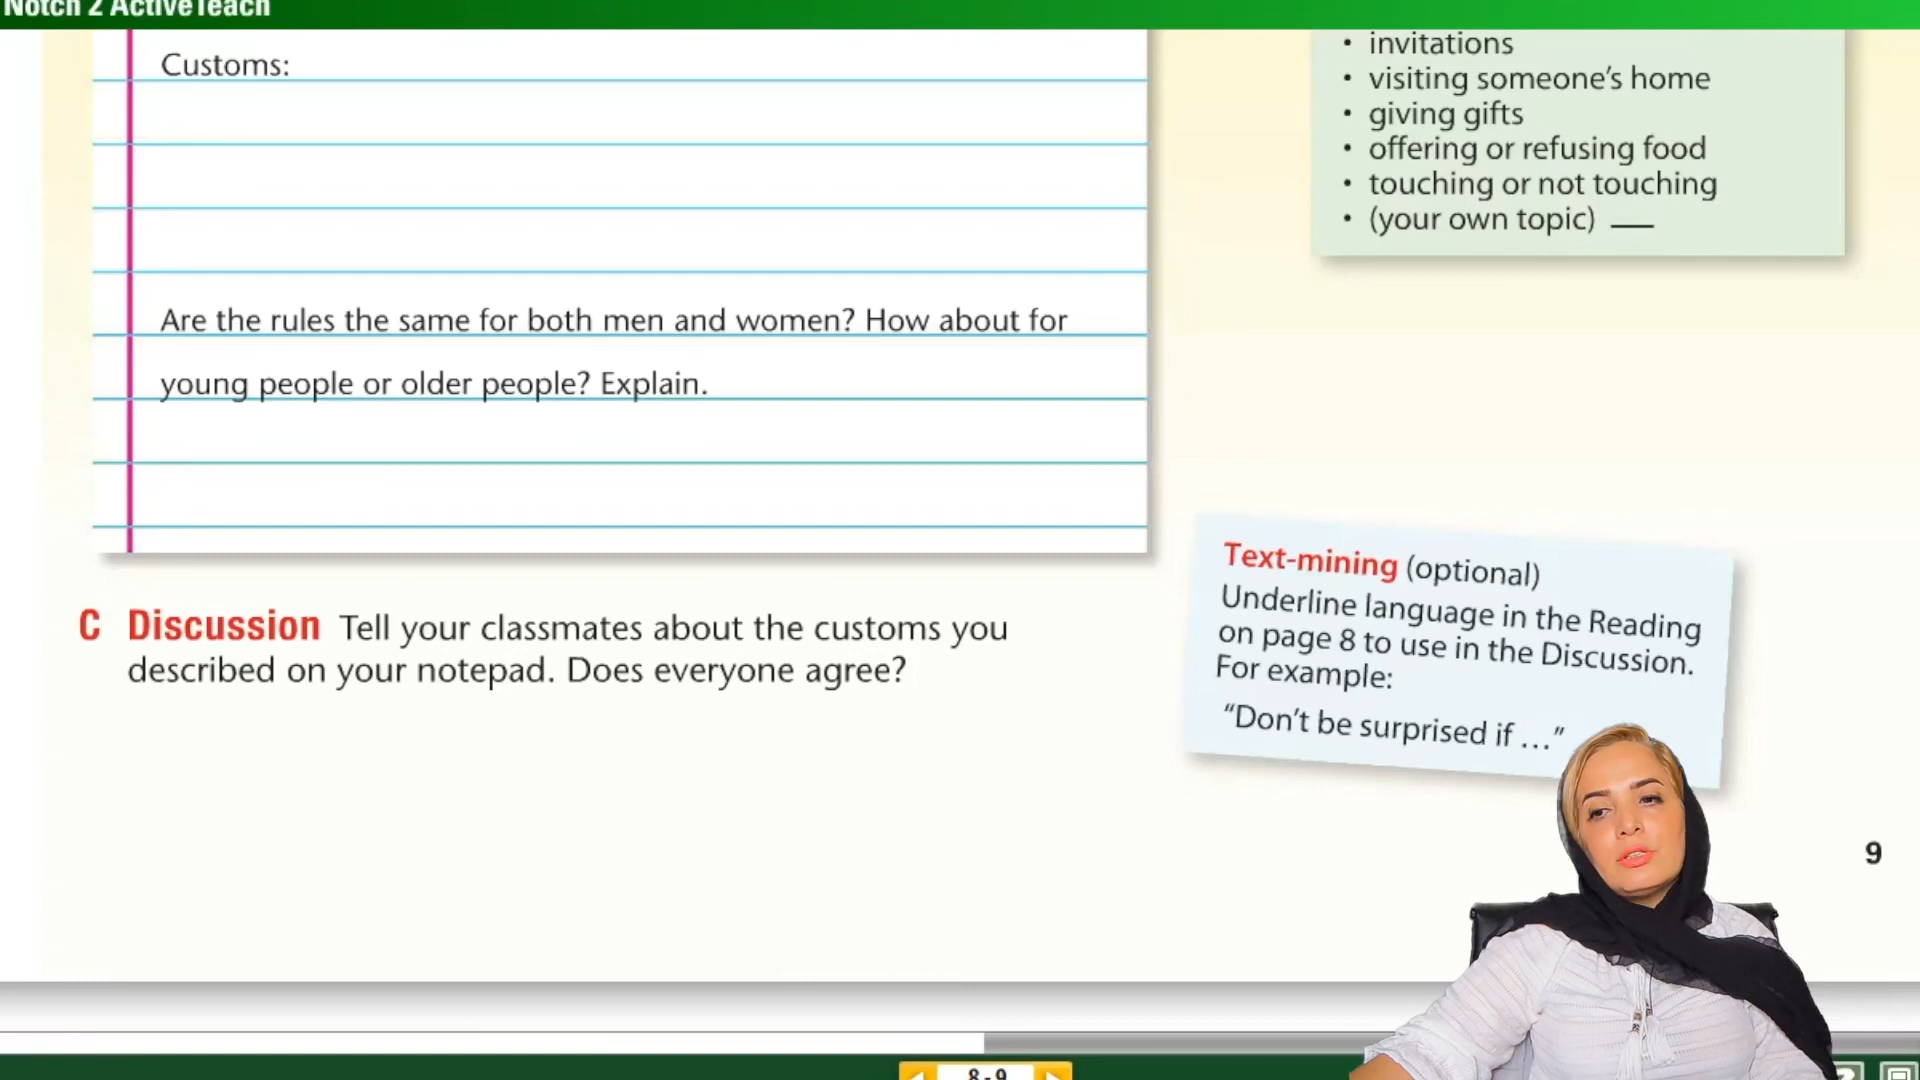 Notch 2 ActiveTeach
Customs:
Are the rules the same for both men and women? How about for
young people or older people? Explain.
• invitations
• visiting someone's home
• giving gifts
• offering or refusing food
• touching or not touching
• (your own topic) __
C Discussion Tell your classmates about the customs you
described on your notepad. Does everyone agree?
Text-mining (optional)
Underline language in the Reading
on page 8 to use in the Discussion.
For example:
“Don't be surprised if ...”
9
8-9